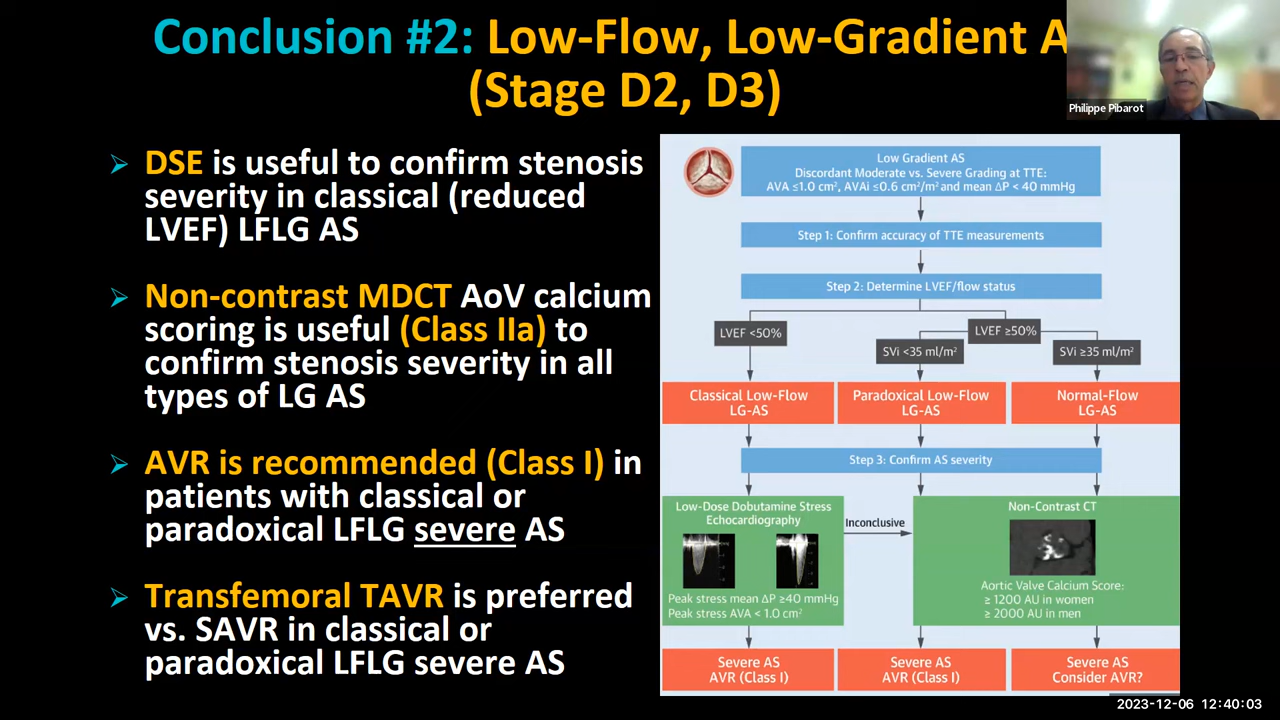 Conclusion #2: Low-Flow, Low-Gradient A
(Stage D2, D3)
Philippe Pibarot
DSE is useful to confirm stenosis
severity in classical (reduced
LVEF) LFLG AS
Non-contrast MDCT AoV calcium
scoring is useful (Class IIa) to
confirm stenosis severity in all
types of LG AS
AVR is recommended (Class I) in
patients with classical or
paradoxical LFLG severe AS
Transfemoral TAVR is preferred
vs. SAVR in classical or
paradoxical LFLG severe AS
Low Gradient AS
Discordant Moderate vs. Severe Grading at TTE:
AVA ≤1.0 cm², AVAi ≤0.6 cm²/m² and mean ΔP < 40 mmHg
Step 1: Confirm accuracy of TTE measurements
Step 2: Determine LVEF/flow status
LVEF <50%
LVEF ≥50%
SVi <35 ml/m²
SVi ≥35 ml/m²
Classical Low-Flow
LG-AS
Paradoxical Low-Flow
LG-AS
Normal-Flow
LG-AS
Step 3: Confirm AS severity
Low-Dose Dobutamine Stress
Echocardiography
Peak stress mean ΔP ≥40 mmHg
Peak stress AVA < 1.0 cm²
Inconclusive
Non-Contrast CT
Aortic Valve Calcium Score:
≥ 1200 AU in women
≥ 2000 AU in men
Severe AS
AVR (Class I)
Severe AS
AVR (Class I)
Severe AS
Consider AVR?
2023-12-06 12:40:03